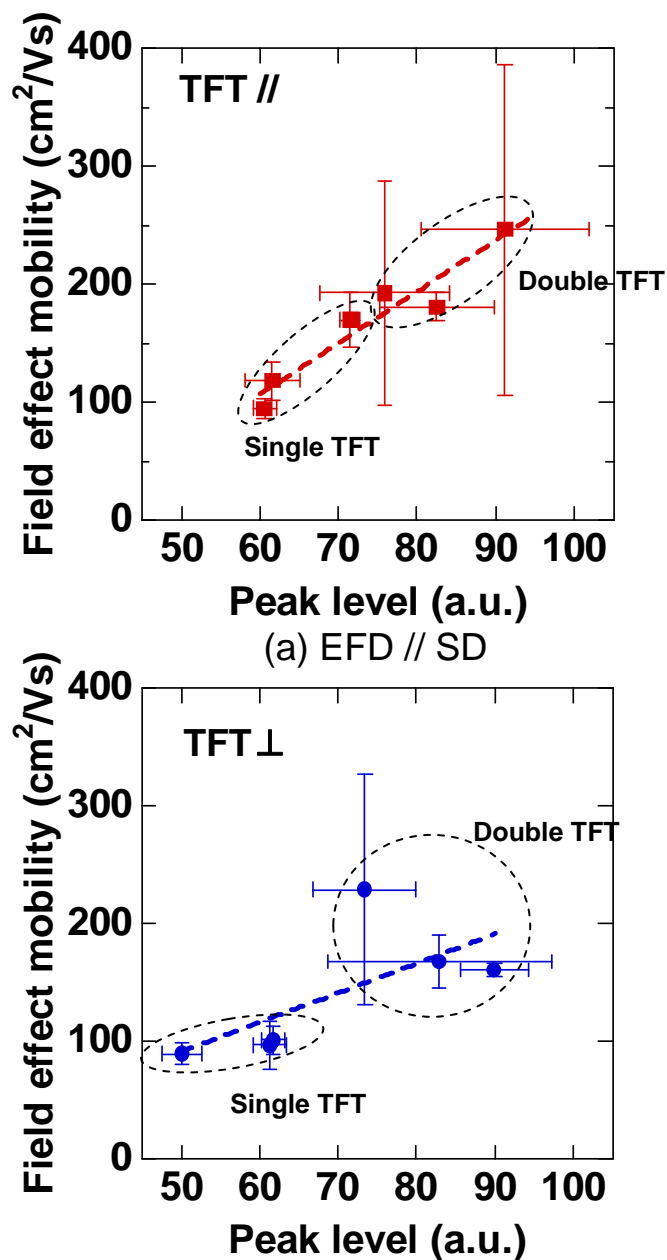 400
300
200
100
0
Field effect mobility (cm²/Vs)
TFT //
Double TFT
Single TFT
50 60 70 80 90 100
Peak level (a.u.)
(a) EFD // SD
400
300
200
100
0
Field effect mobility (cm²/Vs)
TFT ⊥
Double TFT
Single TFT
50 60 70 80 90 100
Peak level (a.u.)